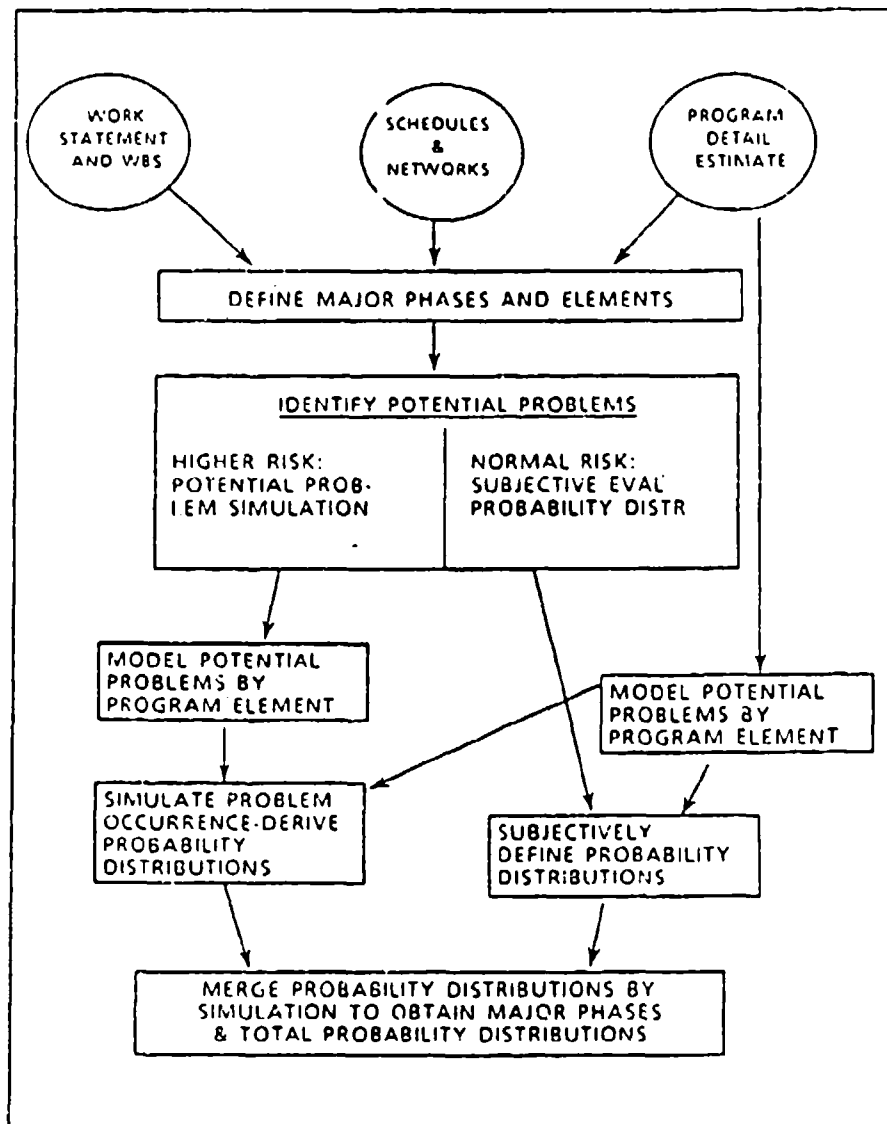 WORK
STATEMENT
AND WBS
SCHEDULES
&
NETWORKS
PROGRAM
DETAIL
ESTIMATE
DEFINE MAJOR PHASES AND ELEMENTS
IDENTIFY POTENTIAL PROBLEMS
HIGHER RISK:
POTENTIAL PROB-
LEM SIMULATION
NORMAL RISK:
SUBJECTIVE EVAL
PROBABILITY DISTR
MODEL POTENTIAL
PROBLEMS BY
PROGRAM ELEMENT
MODEL POTENTIAL
PROBLEMS BY
PROGRAM ELEMENT
SIMULATE PROBLEM
OCCURRENCE-DERIVE
PROBABILITY
DISTRIBUTIONS
SUBJECTIVELY
DEFINE PROBABILITY
DISTRIBUTIONS
MERGE PROBABILITY DISTRIBUTIONS BY
SIMULATION TO OBTAIN MAJOR PHASES
& TOTAL PROBABILITY DISTRIBUTIONS